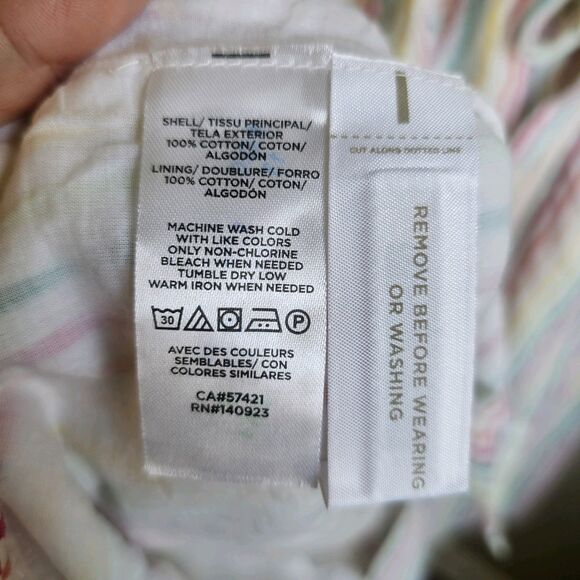 SHELL/ TISSU PRINCIPAL/
TELA EXTERIOR
100% COTTON/ COTON/
ALGODÓN
LINING/ DOUBLURE/ FORRO
100% COTTON/ COTON/
ALGODÓN
MACHINE WASH COLD
WITH LIKE COLORS
ONLY NON-CHLORINE
BLEACH WHEN NEEDED
TUMBLE DRY LOW
WARM IRON WHEN NEEDED
30 P
AVEC DES COULEURS
SEMBLABLES/ CON
COLORES SIMILARES
CA#57421
RN#140923
CUT ALONG DOTTED LINE
REMOVE BEFORE WEARING
OR WASHING